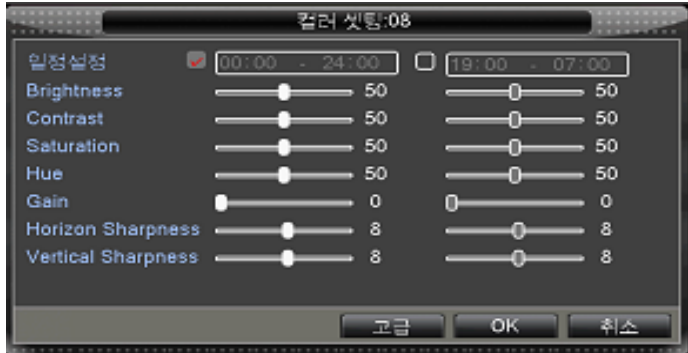 컬러 셋팅:08
일정설정 00:00 - 24:00 19:00 - 07:00
Brightness 50 50
Contrast 50 50
Saturation 50 50
Hue 50 50
Gain 0 0
Horizon Sharpness 8 8
Vertical Sharpness 8 8
고급 OK 취소